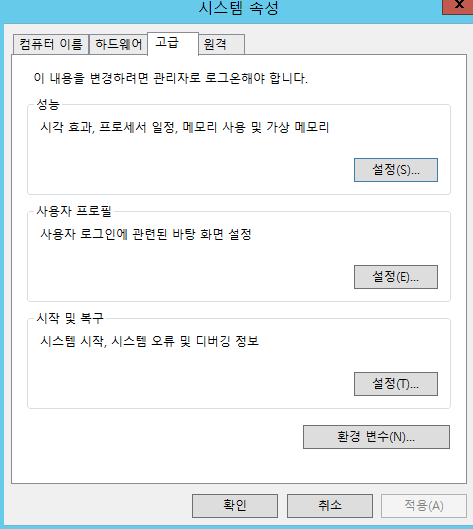 시스템 속성
컴퓨터 이름 하드웨어 고급 원격
이 내용을 변경하려면 관리자로 로그온해야 합니다.
성능
시각 효과, 프로세서 일정, 메모리 사용 및 가상 메모리
설정(S)...
사용자 프로필
사용자 로그인에 관련된 바탕 화면 설정
설정(E)...
시작 및 복구
시스템 시작, 시스템 오류 및 디버깅 정보
설정(T)...
환경 변수(N)...
확인 취소 적용(A)